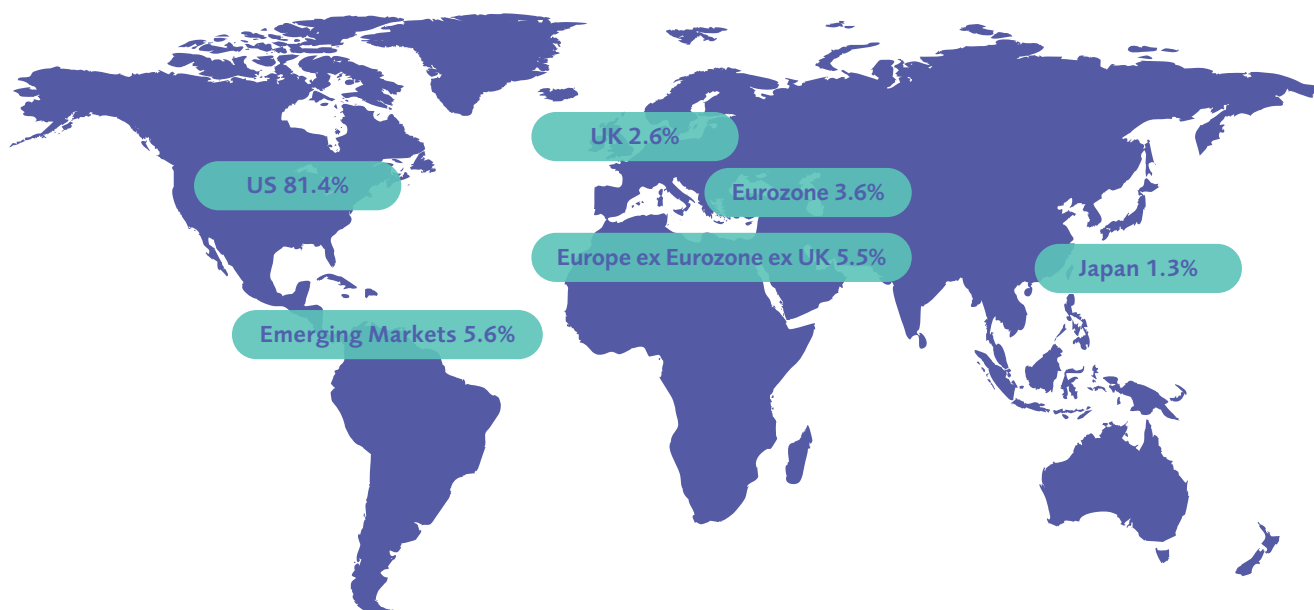 UK 2.6%
US 81.4%
Eurozone 3.6%
Europe ex Eurozone ex UK 5.5%
Japan 1.3%
Emerging Markets 5.6%